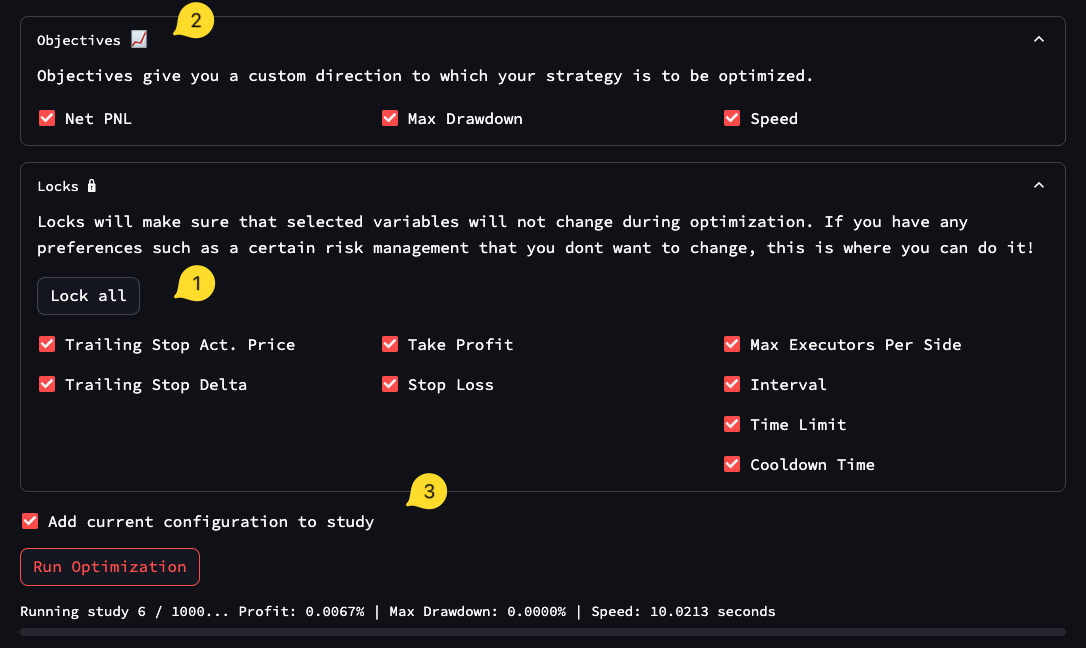 2
Objectives 📈
Objectives give you a custom direction to which your strategy is to be optimized.
Net PNL
Max Drawdown
Speed
Locks 🔒
Locks will make sure that selected variables will not change during optimization. If you have any
preferences such as a certain risk management that you dont want to change, this is where you can do it!
Lock all
1
Trailing Stop Act. Price
Take Profit
Max Executors Per Side
Trailing Stop Delta
Stop Loss
Interval
Time Limit
Cooldown Time
3
Add current configuration to study
Run Optimization
Running study 6 / 1000... Profit: 0.0067% | Max Drawdown: 0.0000% | Speed: 10.0213 seconds